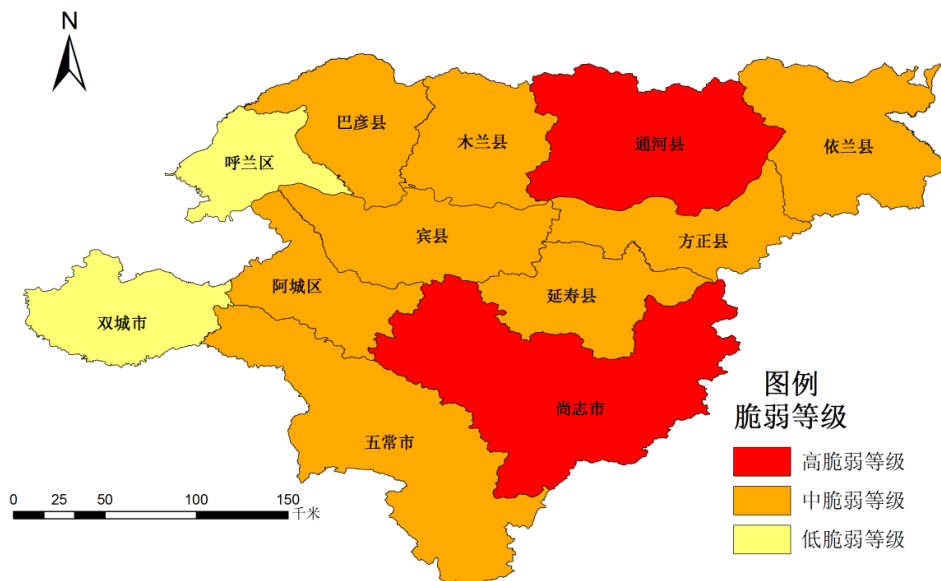 N
巴彦县
木兰县
通河县
依兰县
呼兰区
宾县
方正县
阿城区
延寿县
双城市
尚志市
五常市
图例
脆弱等级
高脆弱等级
中脆弱等级
低脆弱等级
0 25 50 100 150
千米